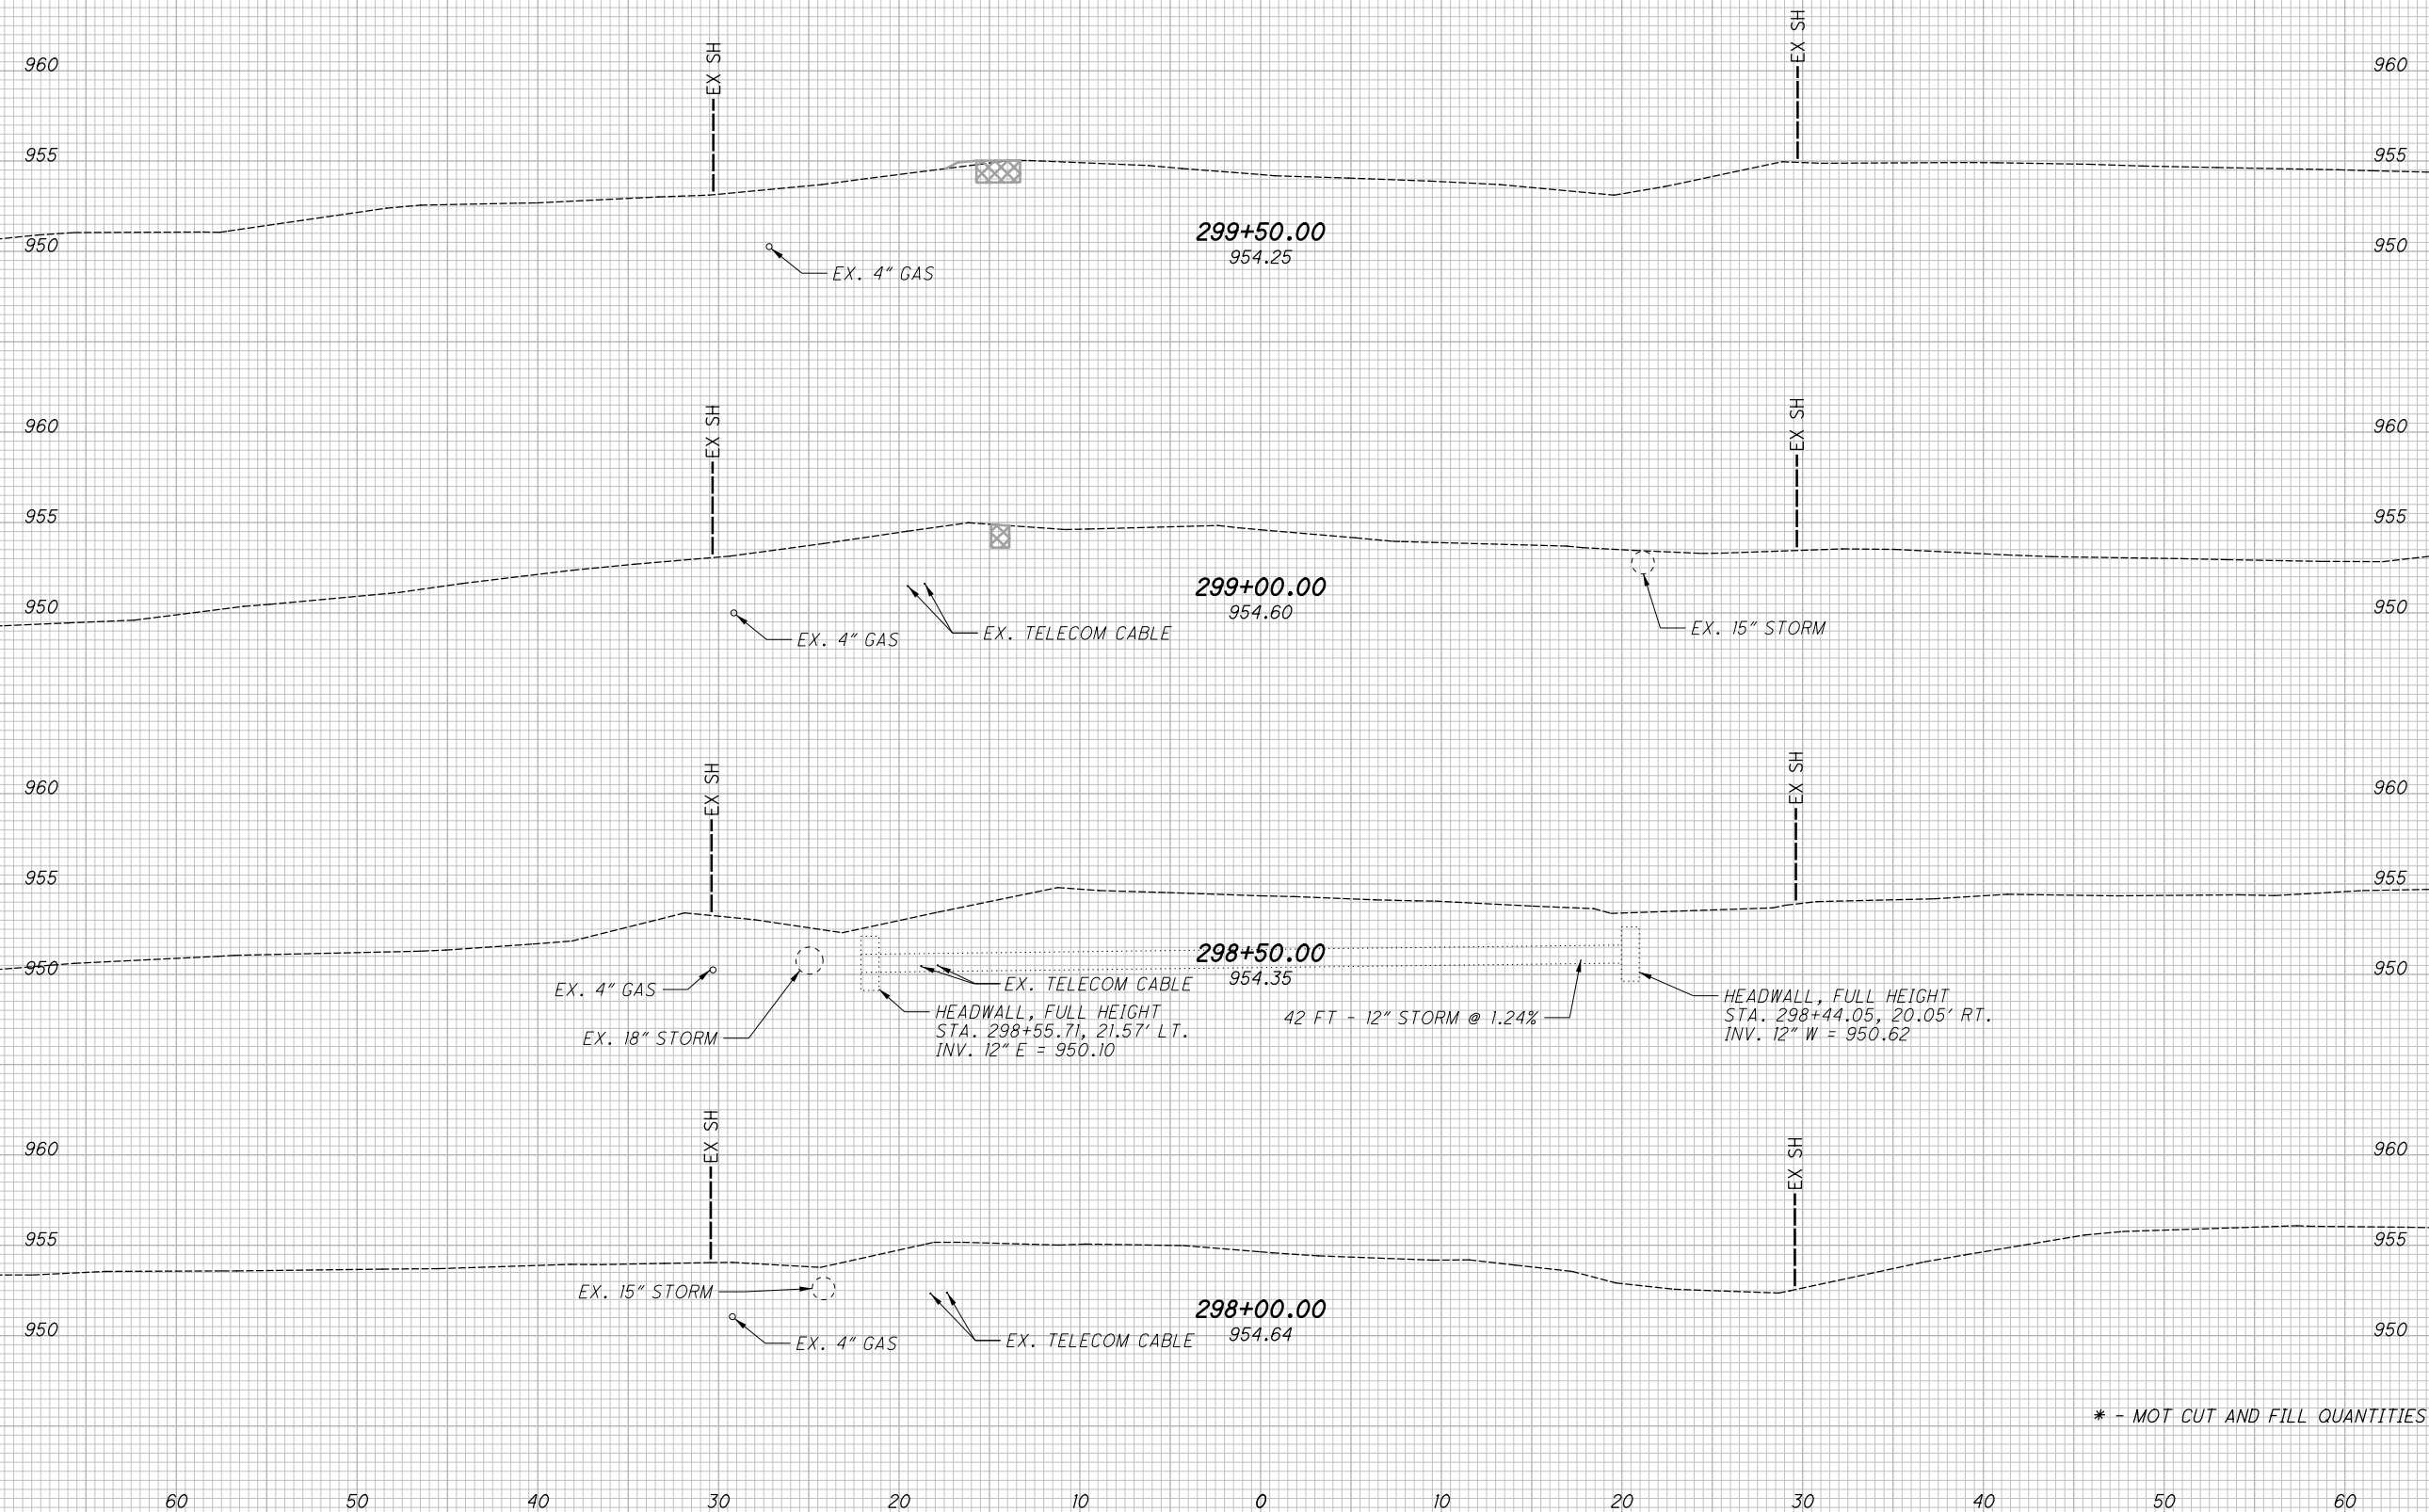 EX SH
EX SH
960
960
955
955
299+50.00
950
950
954.25
EX. 4" GAS
EX SH
EX SH
960
960
955
955
299+00.00
950
950
954.60
EX. 4" GAS
EX. TELECOM CABLE
EX. 15" STORM
EX SH
EX SH
960
960
955
955
298+50.00
950
950
954.35
EX. 4" GAS
EX. TELECOM CABLE
EX. 18" STORM
HEADWALL, FULL HEIGHT
STA. 298+55.71, 21.57' LT.
INV. 12" E = 950.10
42 FT - 12" STORM @ 1.24%
HEADWALL, FULL HEIGHT
STA. 298+44.05, 20.05' RT.
INV. 12" W = 950.62
EX SH
EX SH
960
960
955
955
EX. 15" STORM
298+00.00
950
950
954.64
EX. 4" GAS
EX. TELECOM CABLE
* - MOT CUT AND FILL QUANTITIES
60 50 40 30 20 10 0 10 20 30 40 50 60